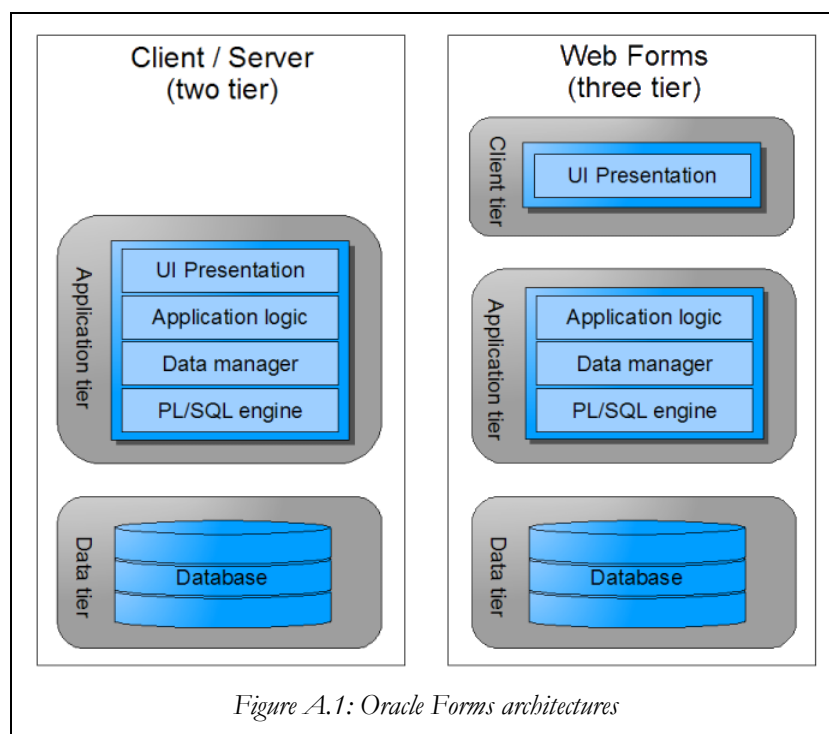 Client / Server
(two tier)
Application tier
UI Presentation
Application logic
Data manager
PL/SQL engine
Data tier
Database
Web Forms
(three tier)
Client tier
UI Presentation
Application tier
Application logic
Data manager
PL/SQL engine
Data tier
Database
Figure A.1: Oracle Forms architectures